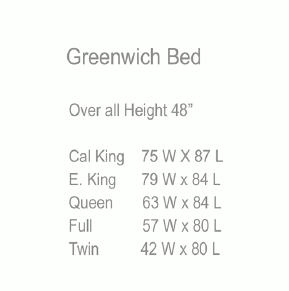 Greenwich Bed
Over all Height 48”
Cal King 75 W X 87 L
E. King 79 W x 84 L
Queen 63 W x 84 L
Full 57 W x 80 L
Twin 42 W x 80 L